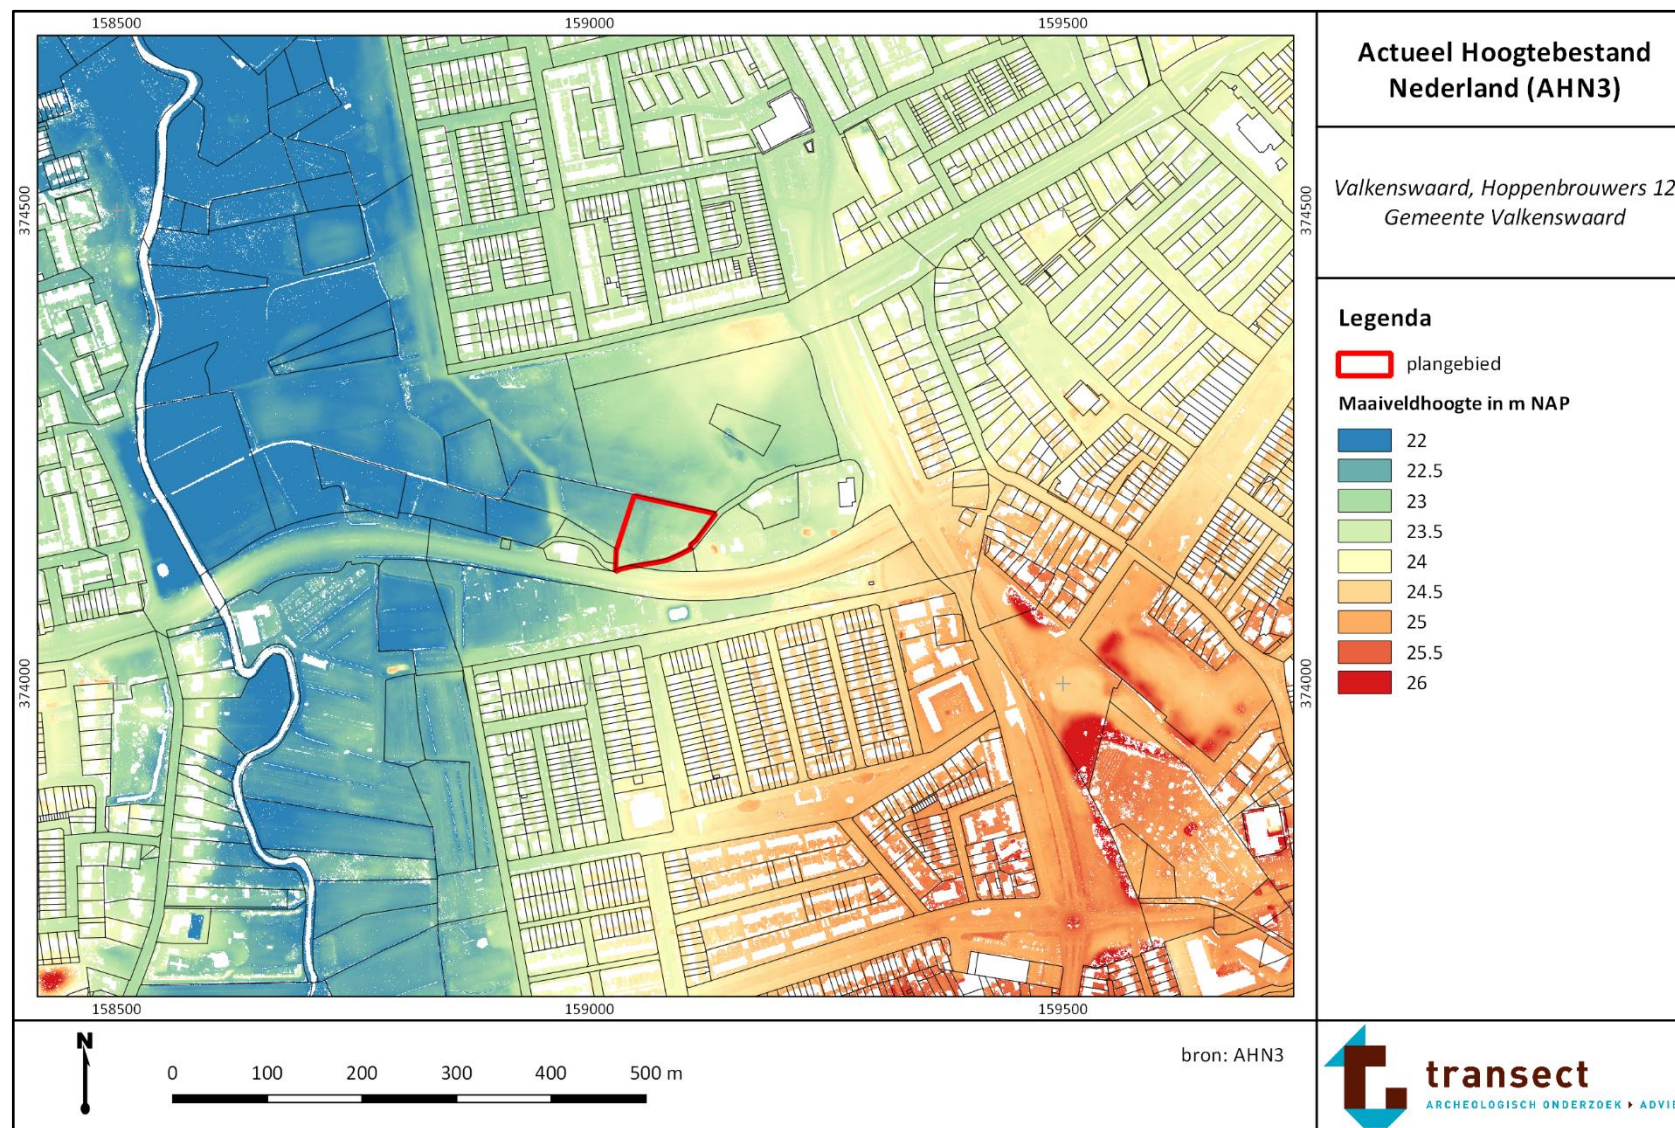 158500 159000 159500
374500 374500
374000 374000
158500 159000 159500
Actueel Hoogtebestand
Nederland (AHN3)
Valkenswaard, Hoppenbrouwers 12
Gemeente Valkenswaard
Legenda
plangebied
Maaiveldhoogte in m NAP
22
22.5
23
23.5
24
24.5
25
25.5
26
N
0 100 200 300 400 500 m
bron: AHN3
transect
ARCHEOLOGISCH ONDERZOEK ▸ ADVIE